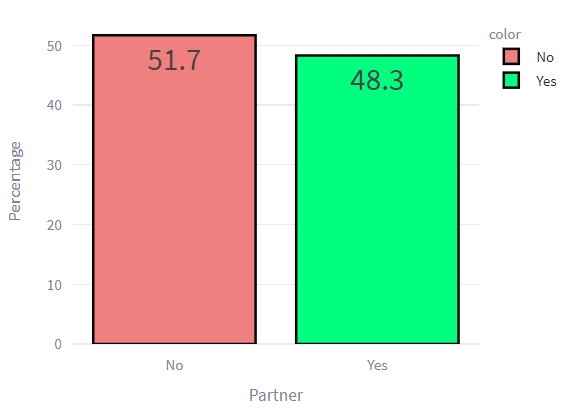 color
No
Yes
51.7
48.3
50
40
30
20
10
0
Percentage
No
Yes
Partner